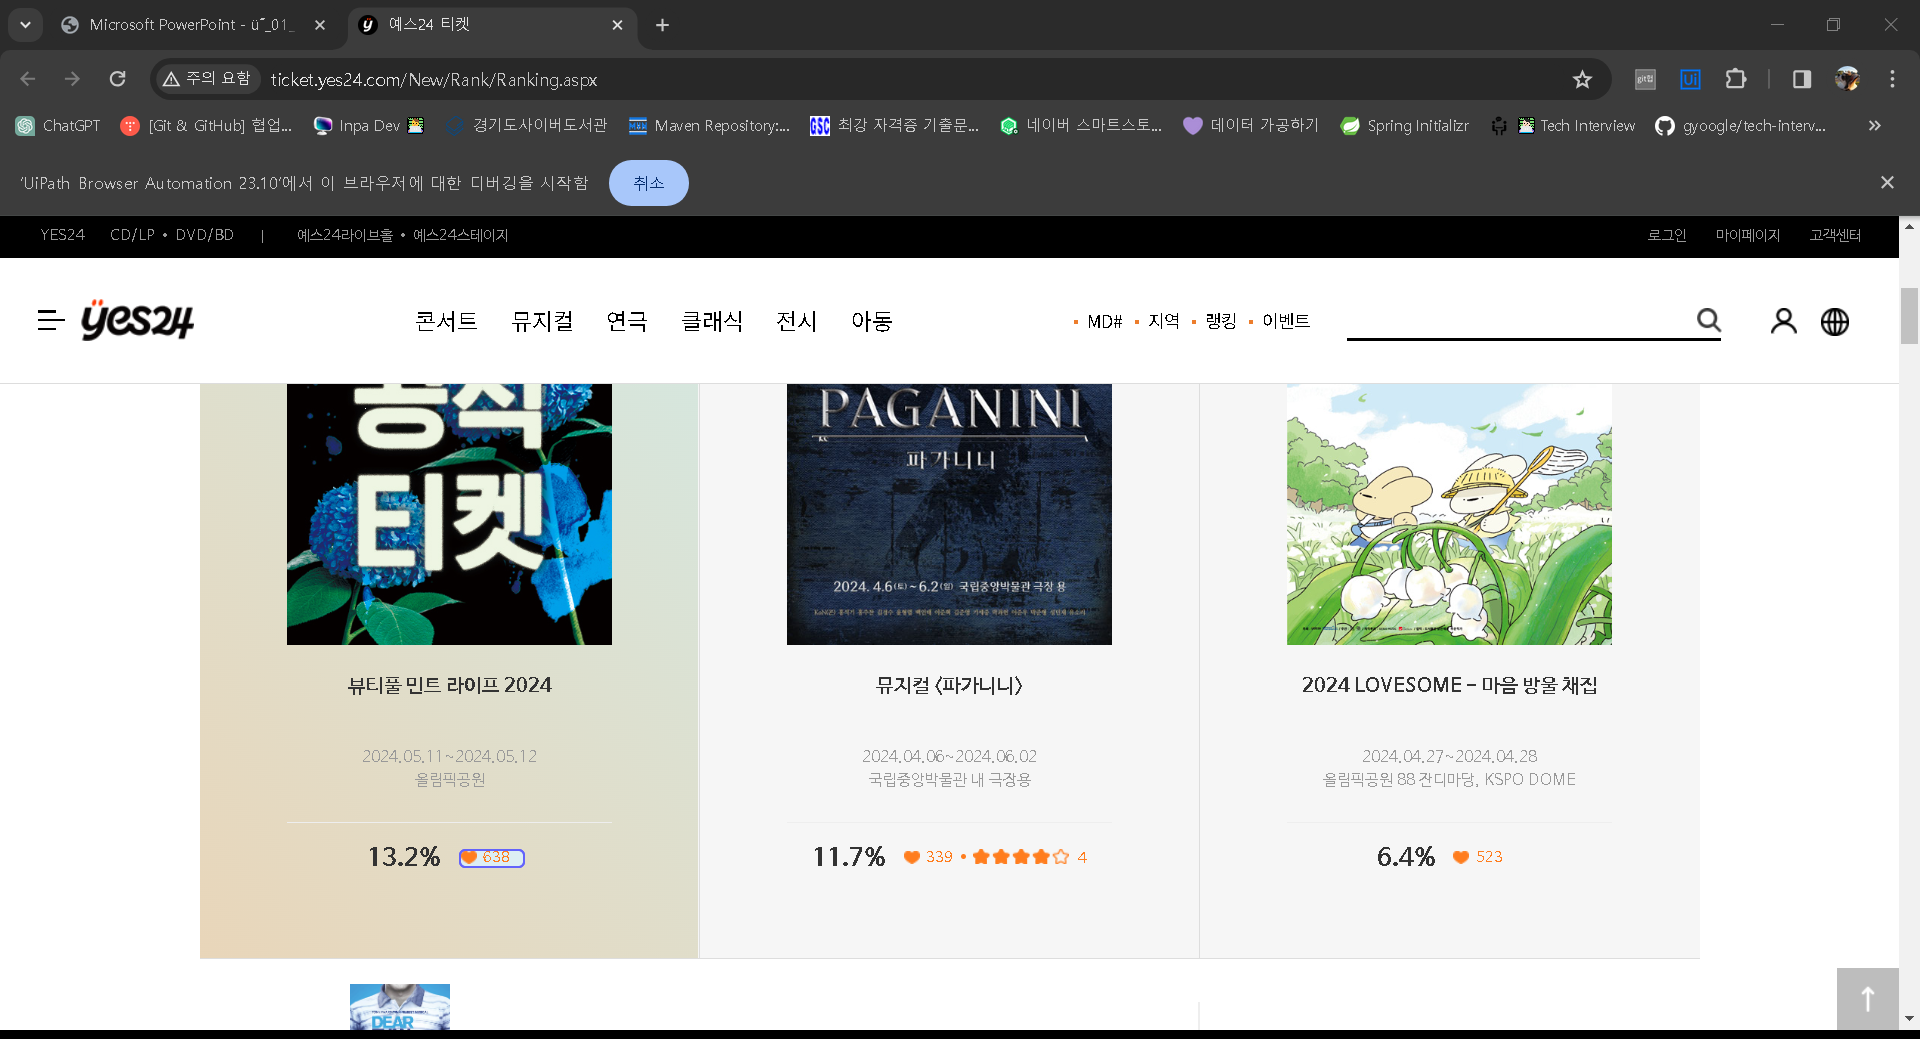 Microsoft PowerPoint - ü˝_01_
예스24 티켓
주의 요함
ticket.yes24.com/New/Rank/Ranking.aspx
ChatGPT
[Git & GitHub] 협업...
Inpa Dev
경기도사이버도서관
Maven Repository:...
최강 자격증 기출문...
네이버 스마트스토...
데이터 가공하기
Spring Initializr
Tech Interview
gyoogle/tech-interv...
'UiPath Browser Automation 23.10'에서 이 브라우저에 대한 디버깅을 시작함
취소
YES24 CD/LP • DVD/BD | 예스24라이브홀 • 예스24스테이지
로그인 마이페이지 고객센터
yes24
콘서트 뮤지컬 연극 클래식 전시 아동
MD# 지역 랭킹 이벤트
공식
티켓
PAGANINI
파가니니
2024. 4.6(토) ~ 6.2(일) 국립중앙박물관 극장 용
뷰티풀 민트 라이프 2024
2024.05.11~2024.05.12
올림픽공원
13.2% 638
뮤지컬 〈파가니니〉
2024.04.06~2024.06.02
국립중앙박물관 내 극장용
11.7% 339 • 4
2024 LOVESOME - 마음 방울 채집
2024.04.27~2024.04.28
올림픽공원 88 잔디마당, KSPO DOME
6.4% 523
DEAR